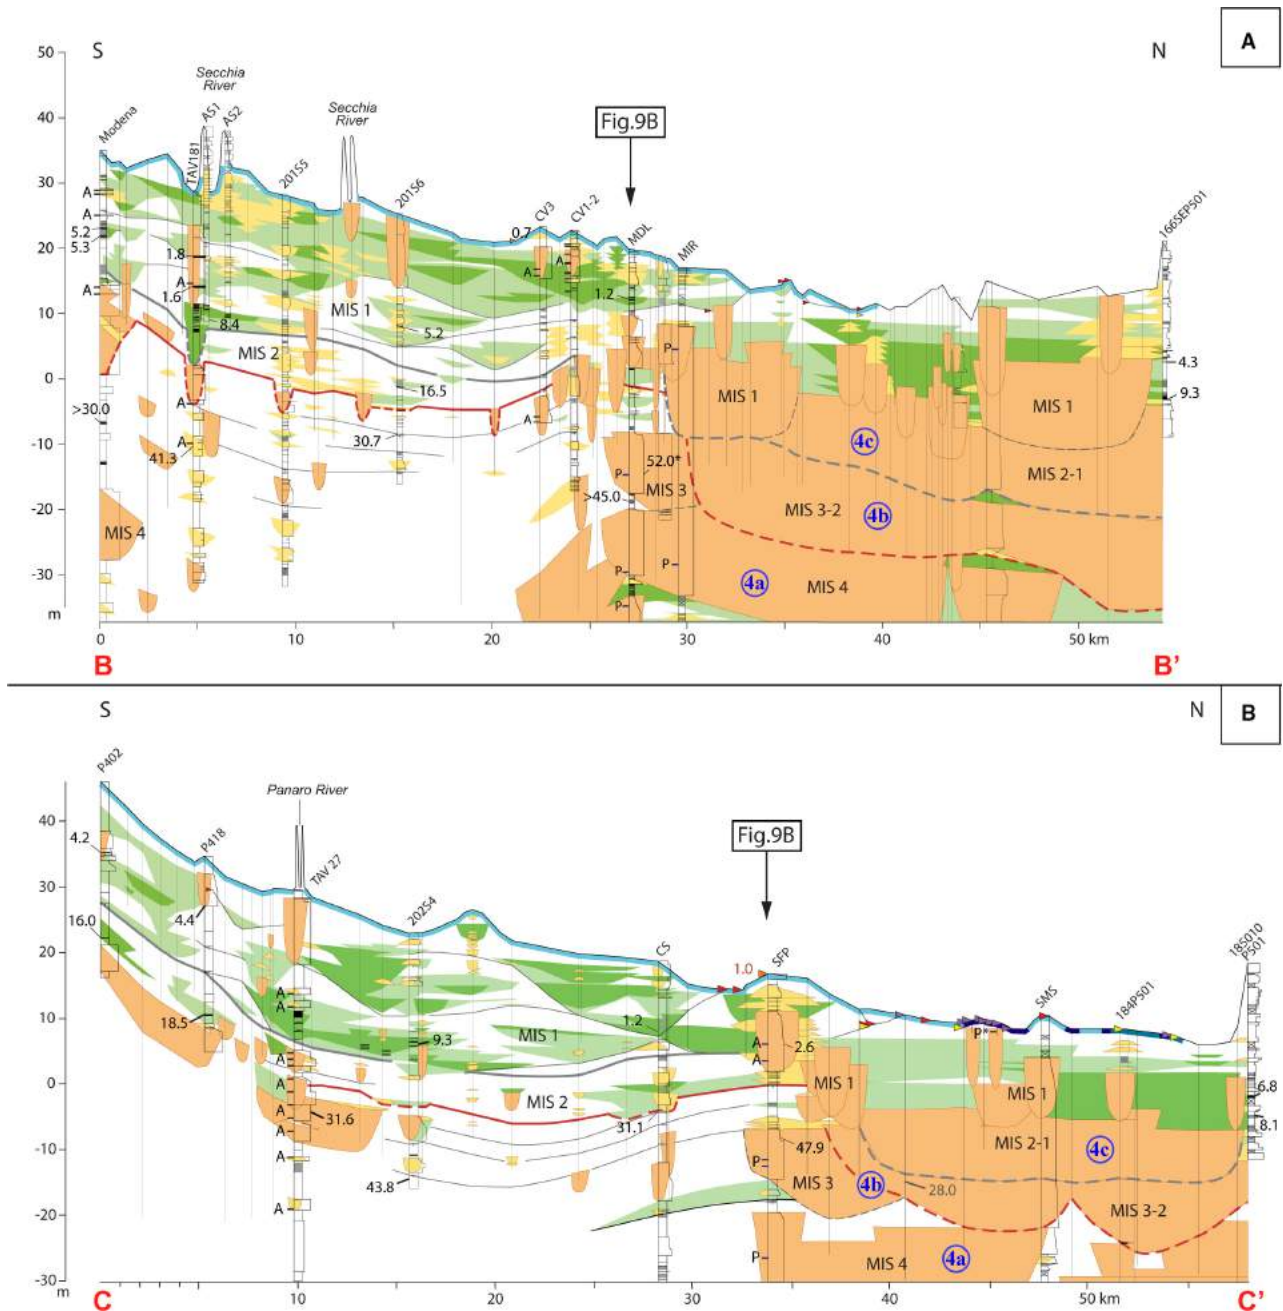 A
S
N
50
40
30
20
10
0
-10
-20
-30
m
Modena
Secchia
River
TAV181
AS1
AS2
201S5
Secchia
River
201S6
CV3
CV1-2
Fig.9B
MDL
MIR
166SEP501
A
A
5.2
5.3
A
1.8
A
1.6
8.4
MIS 1
MIS 2
5.2
16.5
0.7
A
A
1.2
P
MIS 1
MIS 1
4.3
9.3
>30.0
A
A
41.3
30.7
A
4c
MIS 2-1
52.0*
P
MIS 3
>45.0
MIS 3-2
4b
MIS 4
P
P
P
4a
MIS 4
0
10
20
30
40
50 km
B
B'
S
N
B
P402
P418
Panaro River
TAV 27
202S4
CS
Fig.9B
SFP
SMS
184P501
185010
P501
40
30
20
10
0
-10
-20
-30
m
4.2
16.0
4.4
18.5
A
A
A
A
A
A
A
A
31.6
9.3
MIS 1
MIS 2
43.8
1.2
31.1
1.0
A
A
2.6
MIS 1
P
MIS 1
6.8
8.1
MIS 2-1
4c
47.9
P
MIS 3
4b
28.0
MIS 3-2
P
MIS 4
4a
10
20
30
40
50 km
C
C'